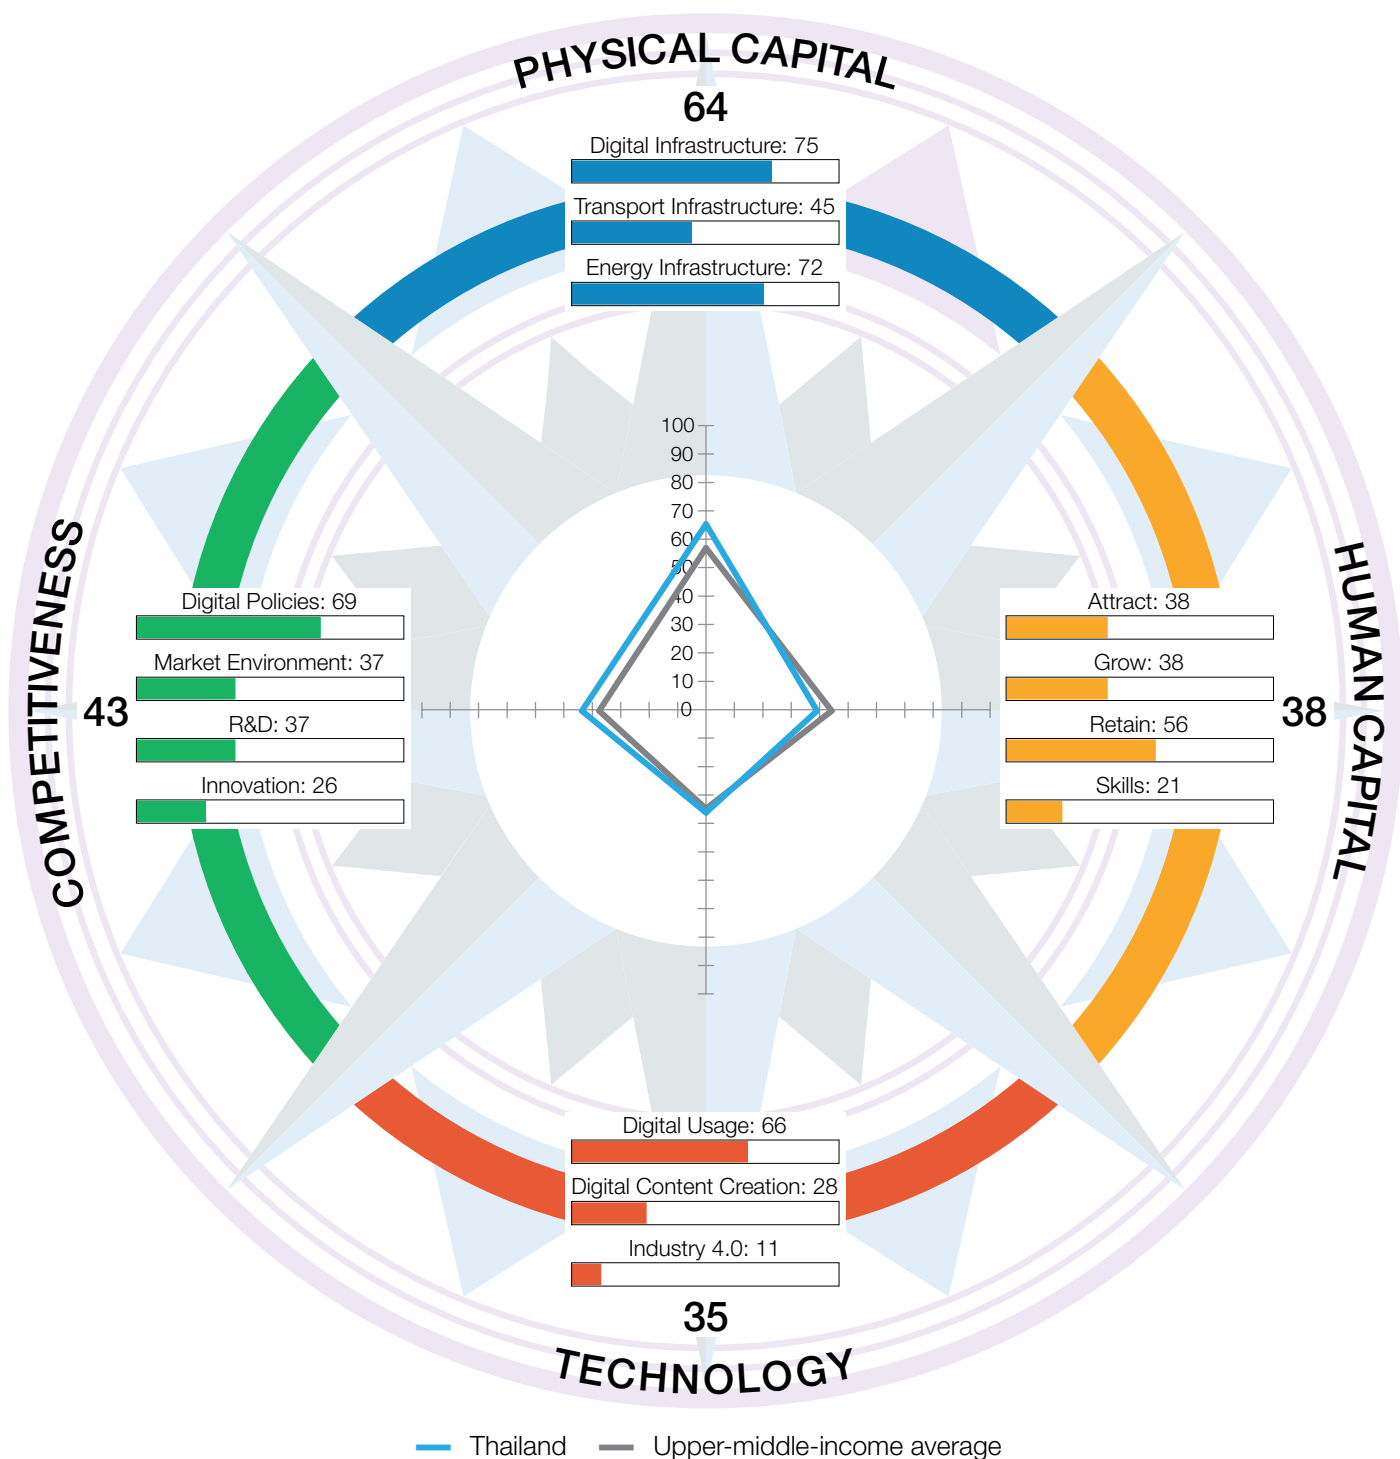 PHYSICAL CAPITAL
64
Digital Infrastructure: 75
Transport Infrastructure: 45
Energy Infrastructure: 72
100
90
80
70
60
50
40
30
20
10
0
COMPETITIVENESS
43
Digital Policies: 69
Market Environment: 37
R&D: 37
Innovation: 26
HUMAN CAPITAL
38
Attract: 38
Grow: 38
Retain: 56
Skills: 21
Digital Usage: 66
Digital Content Creation: 28
Industry 4.0: 11
35
TECHNOLOGY
Thailand
Upper-middle-income average